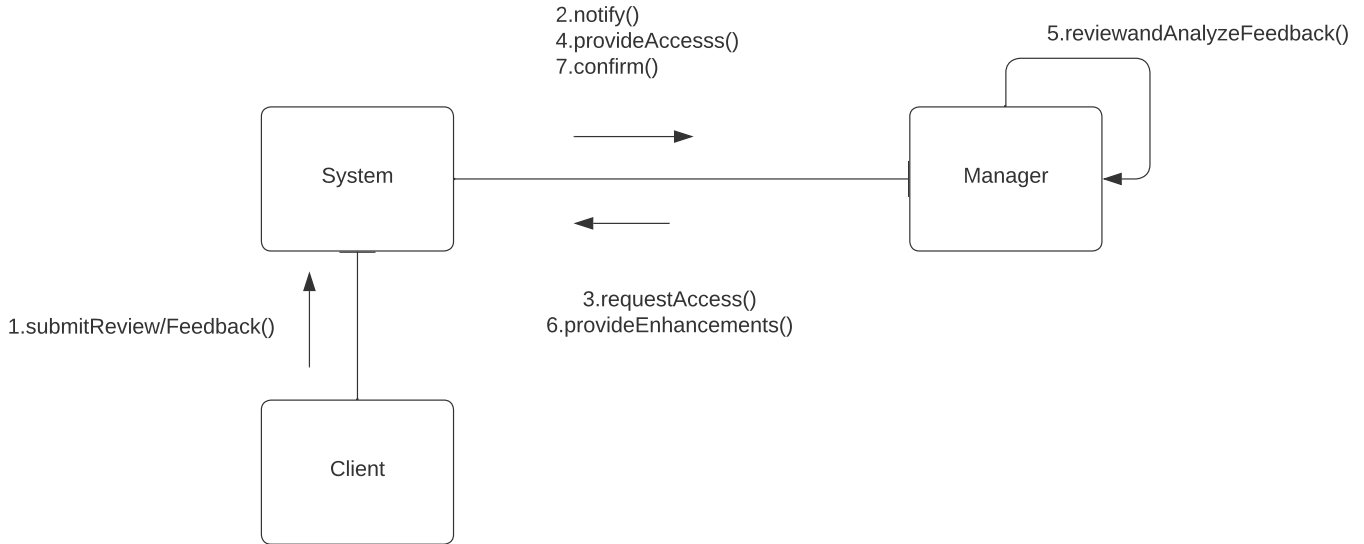 2.notify()
4.provideAccesss()
7.confirm()
5.reviewandAnalyzeFeedback()
System
Manager
3.requestAccess()
6.provideEnhancements()
1.submitReview/Feedback()
Client